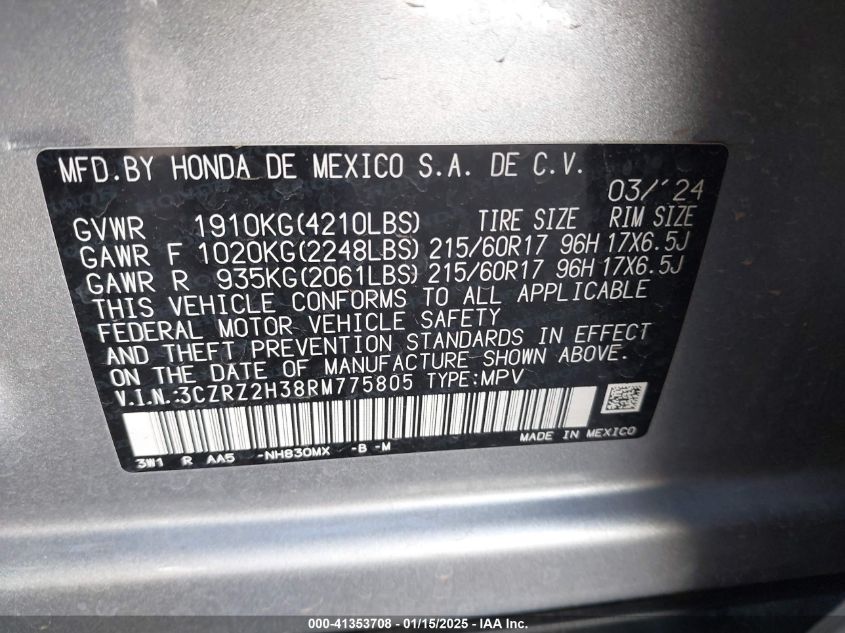 MFD.BY HONDA DE MEXICO S.A. DE C.V.
03/'24
GVWR 1910KG(4210LBS) TIRE SIZE RIM SIZE
GAWR F 1020KG(2248LBS) 215/60R17 96H 17X6.5J
GAWR R 935KG(2061LBS) 215/60R17 96H 17X6.5J
THIS VEHICLE CONFORMS TO ALL APPLICABLE
FEDERAL MOTOR VEHICLE SAFETY
AND THEFT PREVENTION STANDARDS IN EFFECT
ON THE DATE OF MANUFACTURE SHOWN ABOVE.
V.I.N.:3CZRZ2H38RM775805 TYPE:MPV
MADE IN MEXICO
3W1 R AA5 -NH830MX -B -M
000-41353708 - 01/15/2025 - IAA Inc.